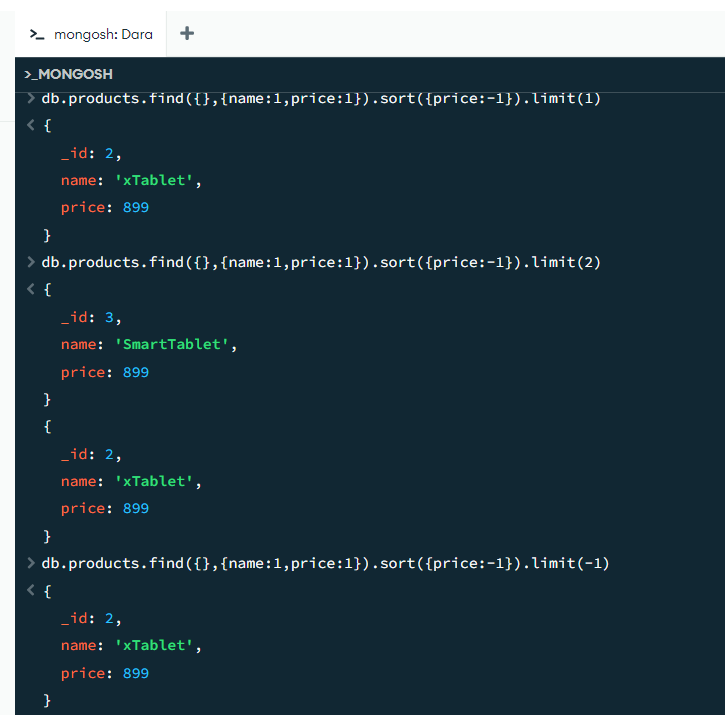 >_ mongosh: Dara +
>_MONGOSH
> db.products.find({},{name:1,price:1}).sort({price:-1}).limit(1)
< {
_id: 2,
name: 'xTablet',
price: 899
}
> db.products.find({},{name:1,price:1}).sort({price:-1}).limit(2)
< {
_id: 3,
name: 'SmartTablet',
price: 899
}
{
_id: 2,
name: 'xTablet',
price: 899
}
> db.products.find({},{name:1,price:1}).sort({price:-1}).limit(-1)
< {
_id: 2,
name: 'xTablet',
price: 899
}